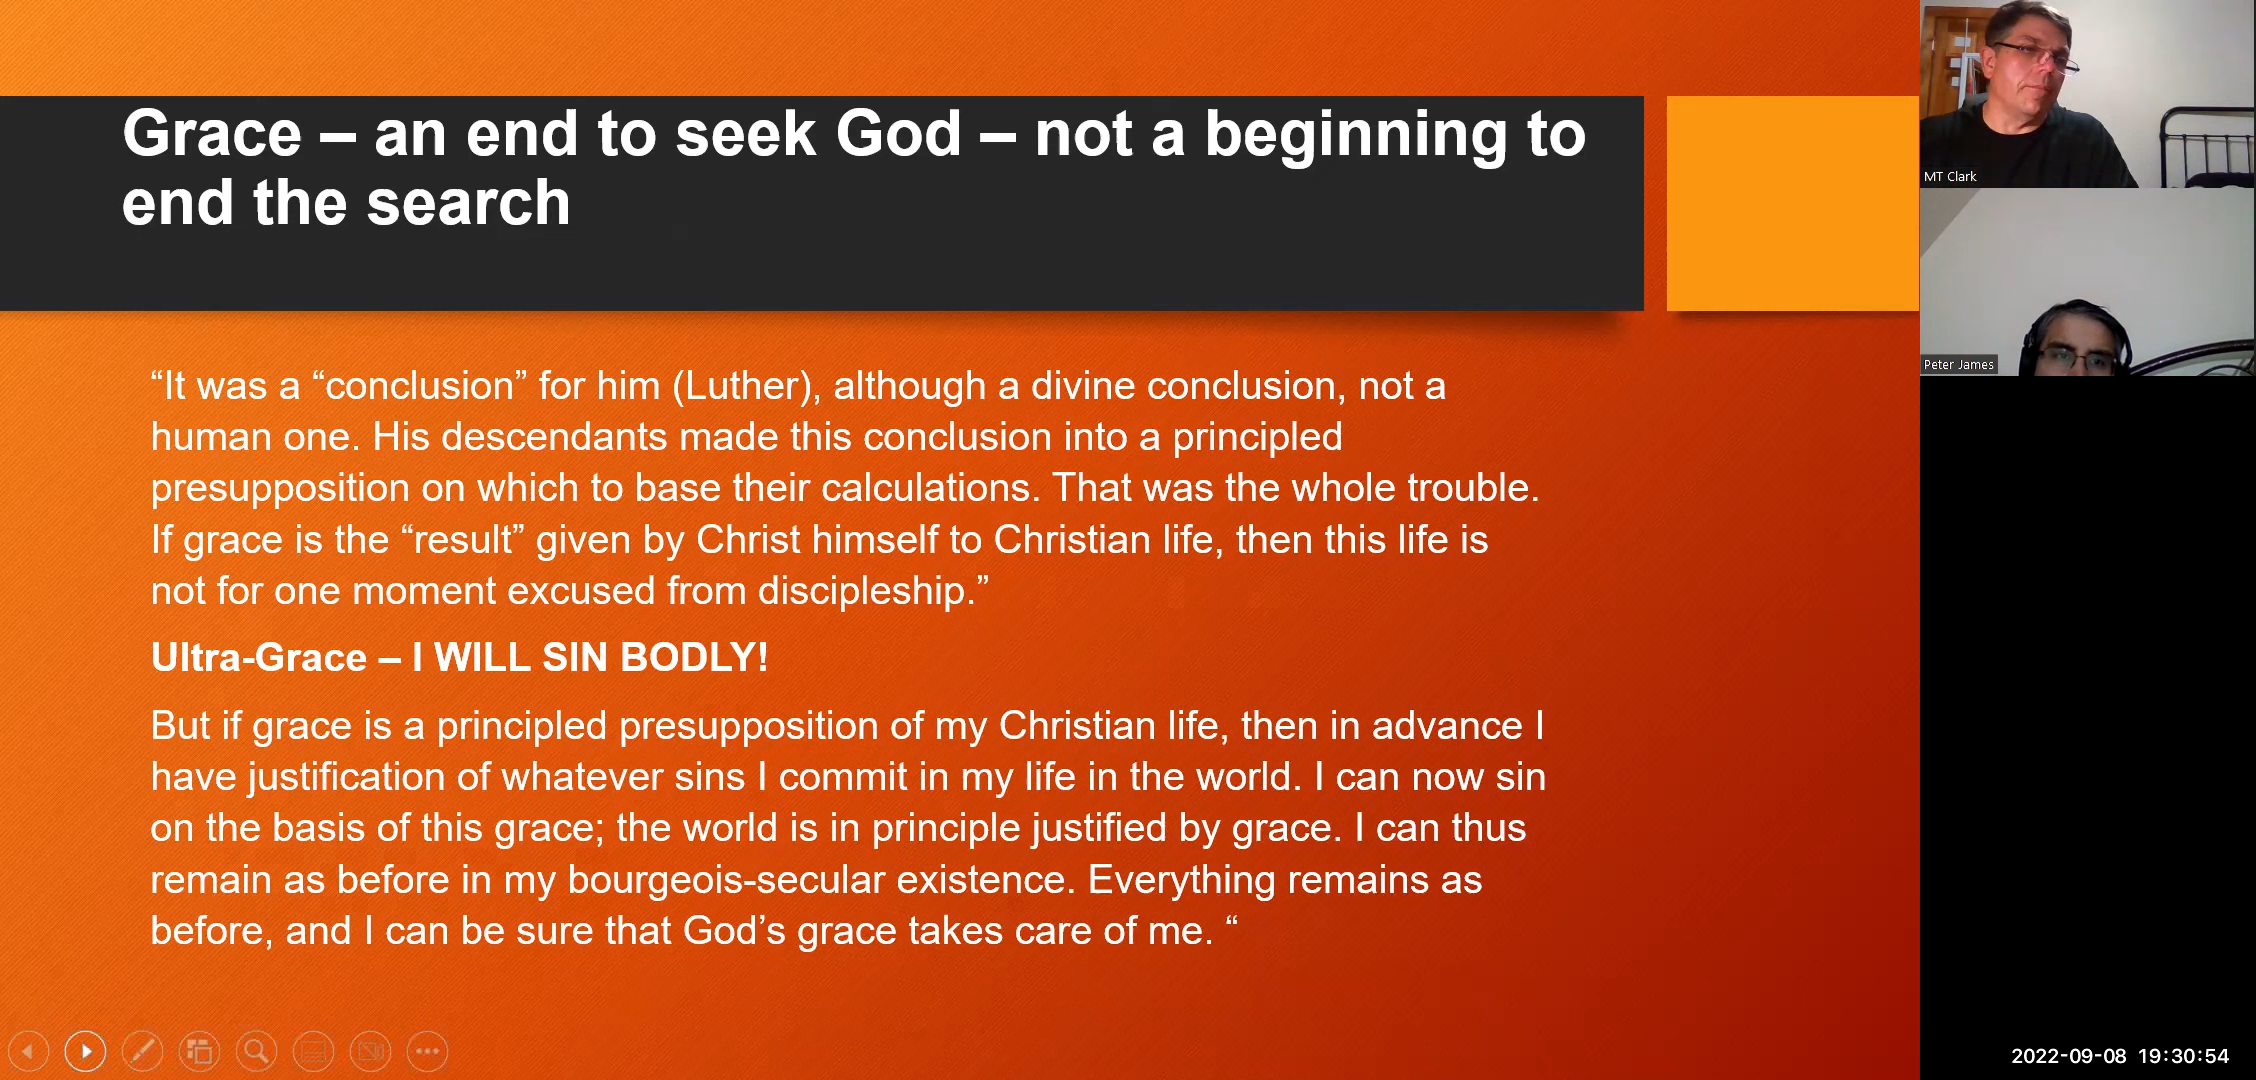 Grace – an end to seek God – not a beginning to
end the search
“It was a “conclusion” for him (Luther), although a divine conclusion, not a
human one. His descendants made this conclusion into a principled
presupposition on which to base their calculations. That was the whole trouble.
If grace is the “result” given by Christ himself to Christian life, then this life is
not for one moment excused from discipleship.”
Ultra-Grace – I WILL SIN BODLY!
But if grace is a principled presupposition of my Christian life, then in advance I
have justification of whatever sins I commit in my life in the world. I can now sin
on the basis of this grace; the world is in principle justified by grace. I can thus
remain as before in my bourgeois-secular existence. Everything remains as
before, and I can be sure that God’s grace takes care of me. “
MT Clark
Peter James
2022-09-08 19:30:54